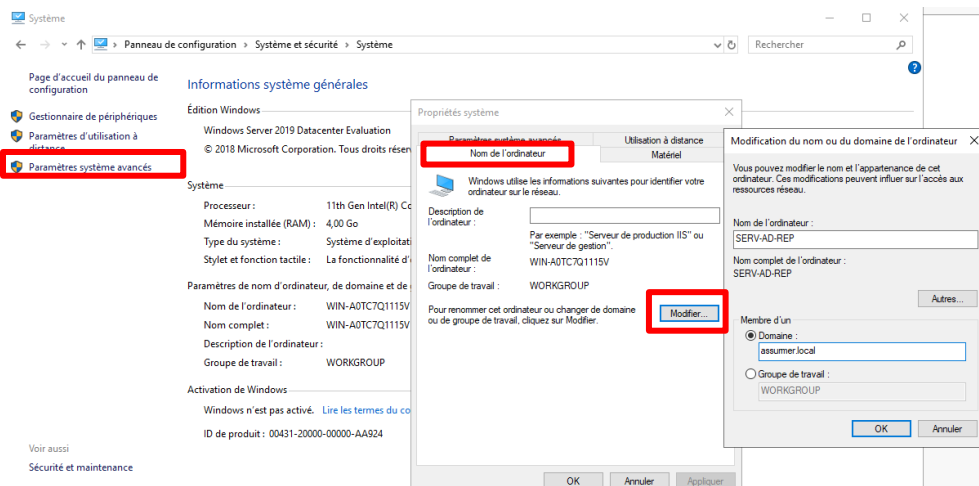 Système
Panneau de configuration › Système et sécurité › Système
Rechercher
Page d'accueil du panneau de
configuration
Gestionnaire de périphériques
Paramètres d'utilisation à
distance
Paramètres système avancés
Voir aussi
Sécurité et maintenance
Informations système générales
Édition Windows
Windows Server 2019 Datacenter Evaluation
© 2018 Microsoft Corporation. Tous droits réser
Système
Processeur :
11th Gen Intel(R) Co
Mémoire installée (RAM) :
4,00 Go
Type du système :
Système d'exploitati
Stylet et fonction tactile :
La fonctionnalité d'
Paramètres de nom d'ordinateur, de domaine et de
Nom de l'ordinateur :
WIN-A0TC7Q1115V
Nom complet :
WIN-A0TC7Q1115V
Description de l'ordinateur :
Groupe de travail :
WORKGROUP
Activation de Windows
Windows n'est pas activé. Lire les termes du co
ID de produit : 00431-20000-00000-AA924
Propriétés système
Paramètres système avancés
Utilisation à distance
Nom de l'ordinateur
Matériel
Windows utilise les informations suivantes pour identifier votre
ordinateur sur le réseau.
Description de
l'ordinateur :
Par exemple : "Serveur de production IIS" ou
"Serveur de gestion".
Nom complet de
l'ordinateur :
WIN-A0TC7Q1115V
Groupe de travail :
WORKGROUP
Pour renommer cet ordinateur ou changer de domaine
ou de groupe de travail, cliquez sur Modifier.
Modifier...
OK
Annuler
Appliquer
Modification du nom ou du domaine de l'ordinateur
Vous pouvez modifier le nom et l'appartenance de cet
ordinateur. Ces modifications peuvent influer sur l'accès aux
ressources réseau.
Nom de l'ordinateur :
SERV-AD-REP
Nom complet de l'ordinateur :
SERV-AD-REP
Autres...
Membre d'un
Domaine :
assumer.local
Groupe de travail :
WORKGROUP
OK
Annuler